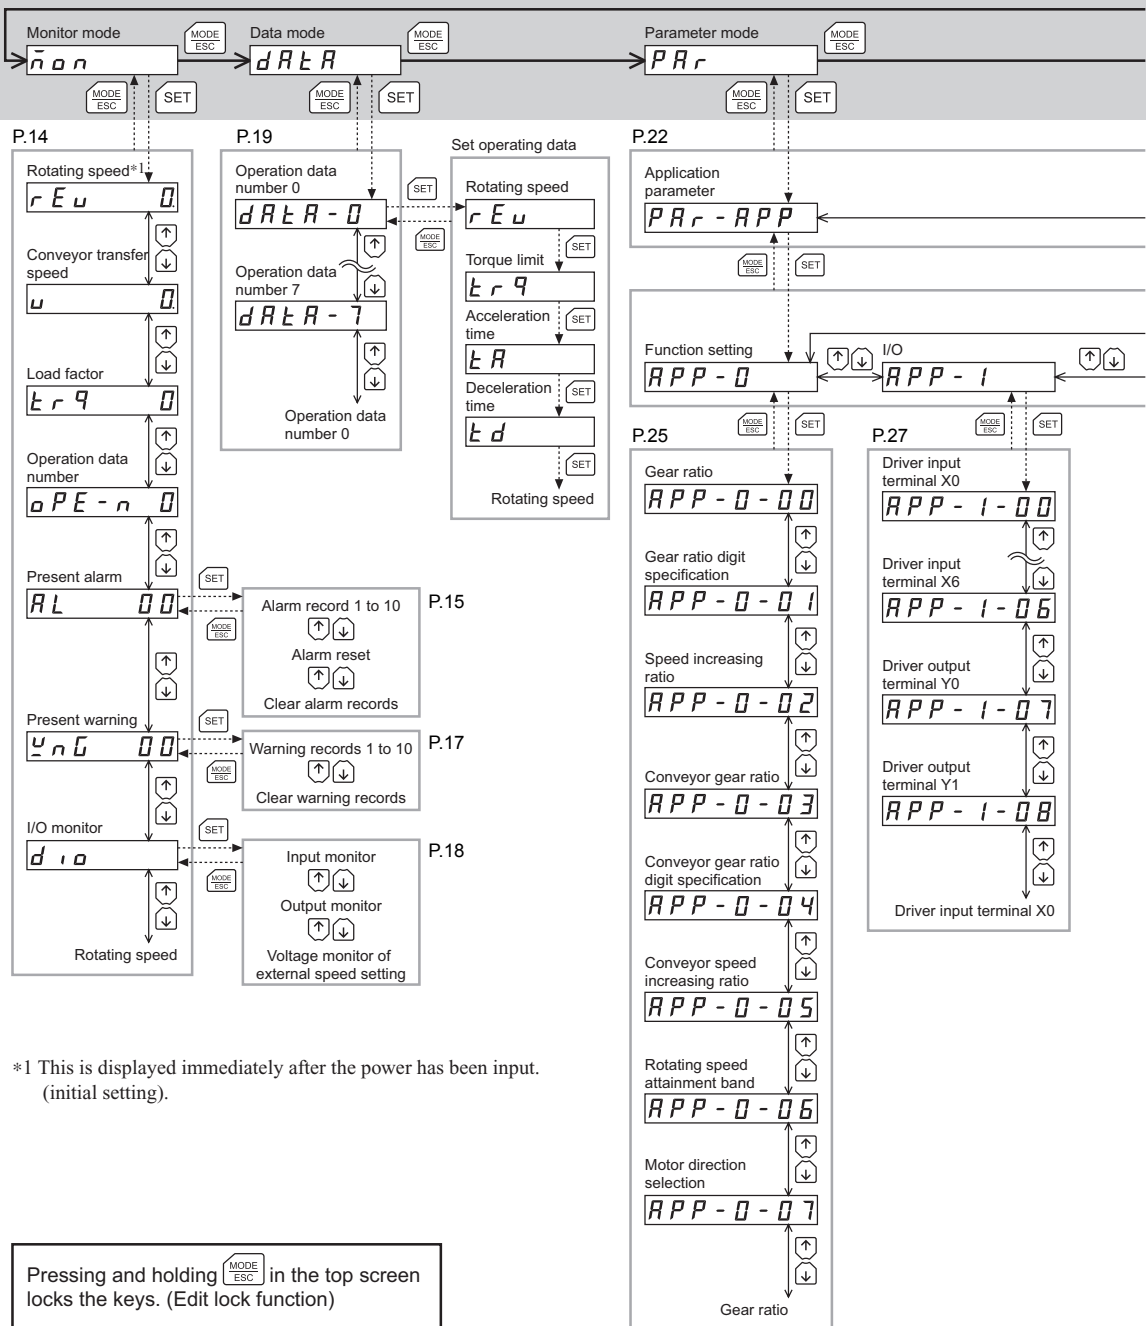 Monitor mode
MODE
ESC
Data mode
MODE
ESC
Parameter mode
MODE
ESC
dAtA
PAr
MODE
ESC
SET
MODE
ESC
SET
MODE
ESC
SET
P.14
Rotating speed*1
rEv 0.
↑
↓
Conveyor transfer
speed
v 0.
↑
↓
Load factor
trq 0
↑
↓
Operation data
number
oPE-n 0
↑
↓
Present alarm
AL 00
SET
MODE
ESC
↑
↓
Present warning
wnG 00
SET
MODE
ESC
↑
↓
I/O monitor
dio
SET
MODE
ESC
↑
↓
Rotating speed
Alarm record 1 to 10
↑ ↓
Alarm reset
↑ ↓
Clear alarm records
P.15
Warning records 1 to 10
↑ ↓
Clear warning records
P.17
Input monitor
↑ ↓
Output monitor
↑ ↓
Voltage monitor of
external speed setting
P.18
P.19
Operation data
number 0
dAtA-0
SET
MODE
ESC
↑
↓
Operation data
number 7
dAtA-7
↑
↓
Operation data
number 0
Set operating data
Rotating speed
rEv
SET
Torque limit
trq
SET
Acceleration
time
tA
SET
Deceleration
time
td
SET
Rotating speed
P.22
Application
parameter
PAr-APP
MODE
ESC
SET
Function setting
APP-0
↑ ↓
I/O
APP-1
↑ ↓
MODE
ESC
SET
MODE
ESC
SET
P.25
Gear ratio
APP-0-00
↑
↓
Gear ratio digit
specification
APP-0-01
↑
↓
Speed increasing
ratio
APP-0-02
↑
↓
Conveyor gear ratio
APP-0-03
↑
↓
Conveyor gear ratio
digit specification
APP-0-04
↑
↓
Conveyor speed
increasing ratio
APP-0-05
↑
↓
Rotating speed
attainment band
APP-0-06
↑
↓
Motor direction
selection
APP-0-07
↑
↓
Gear ratio
P.27
Driver input
terminal X0
APP-1-00
↑
↓
Driver input
terminal X6
APP-1-06
↑
↓
Driver output
terminal Y0
APP-1-07
↑
↓
Driver output
terminal Y1
APP-1-08
↑
↓
Driver input terminal X0
*1 This is displayed immediately after the power has been input.
(initial setting).
Pressing and holding MODE ESC in the top screen
locks the keys. (Edit lock function)